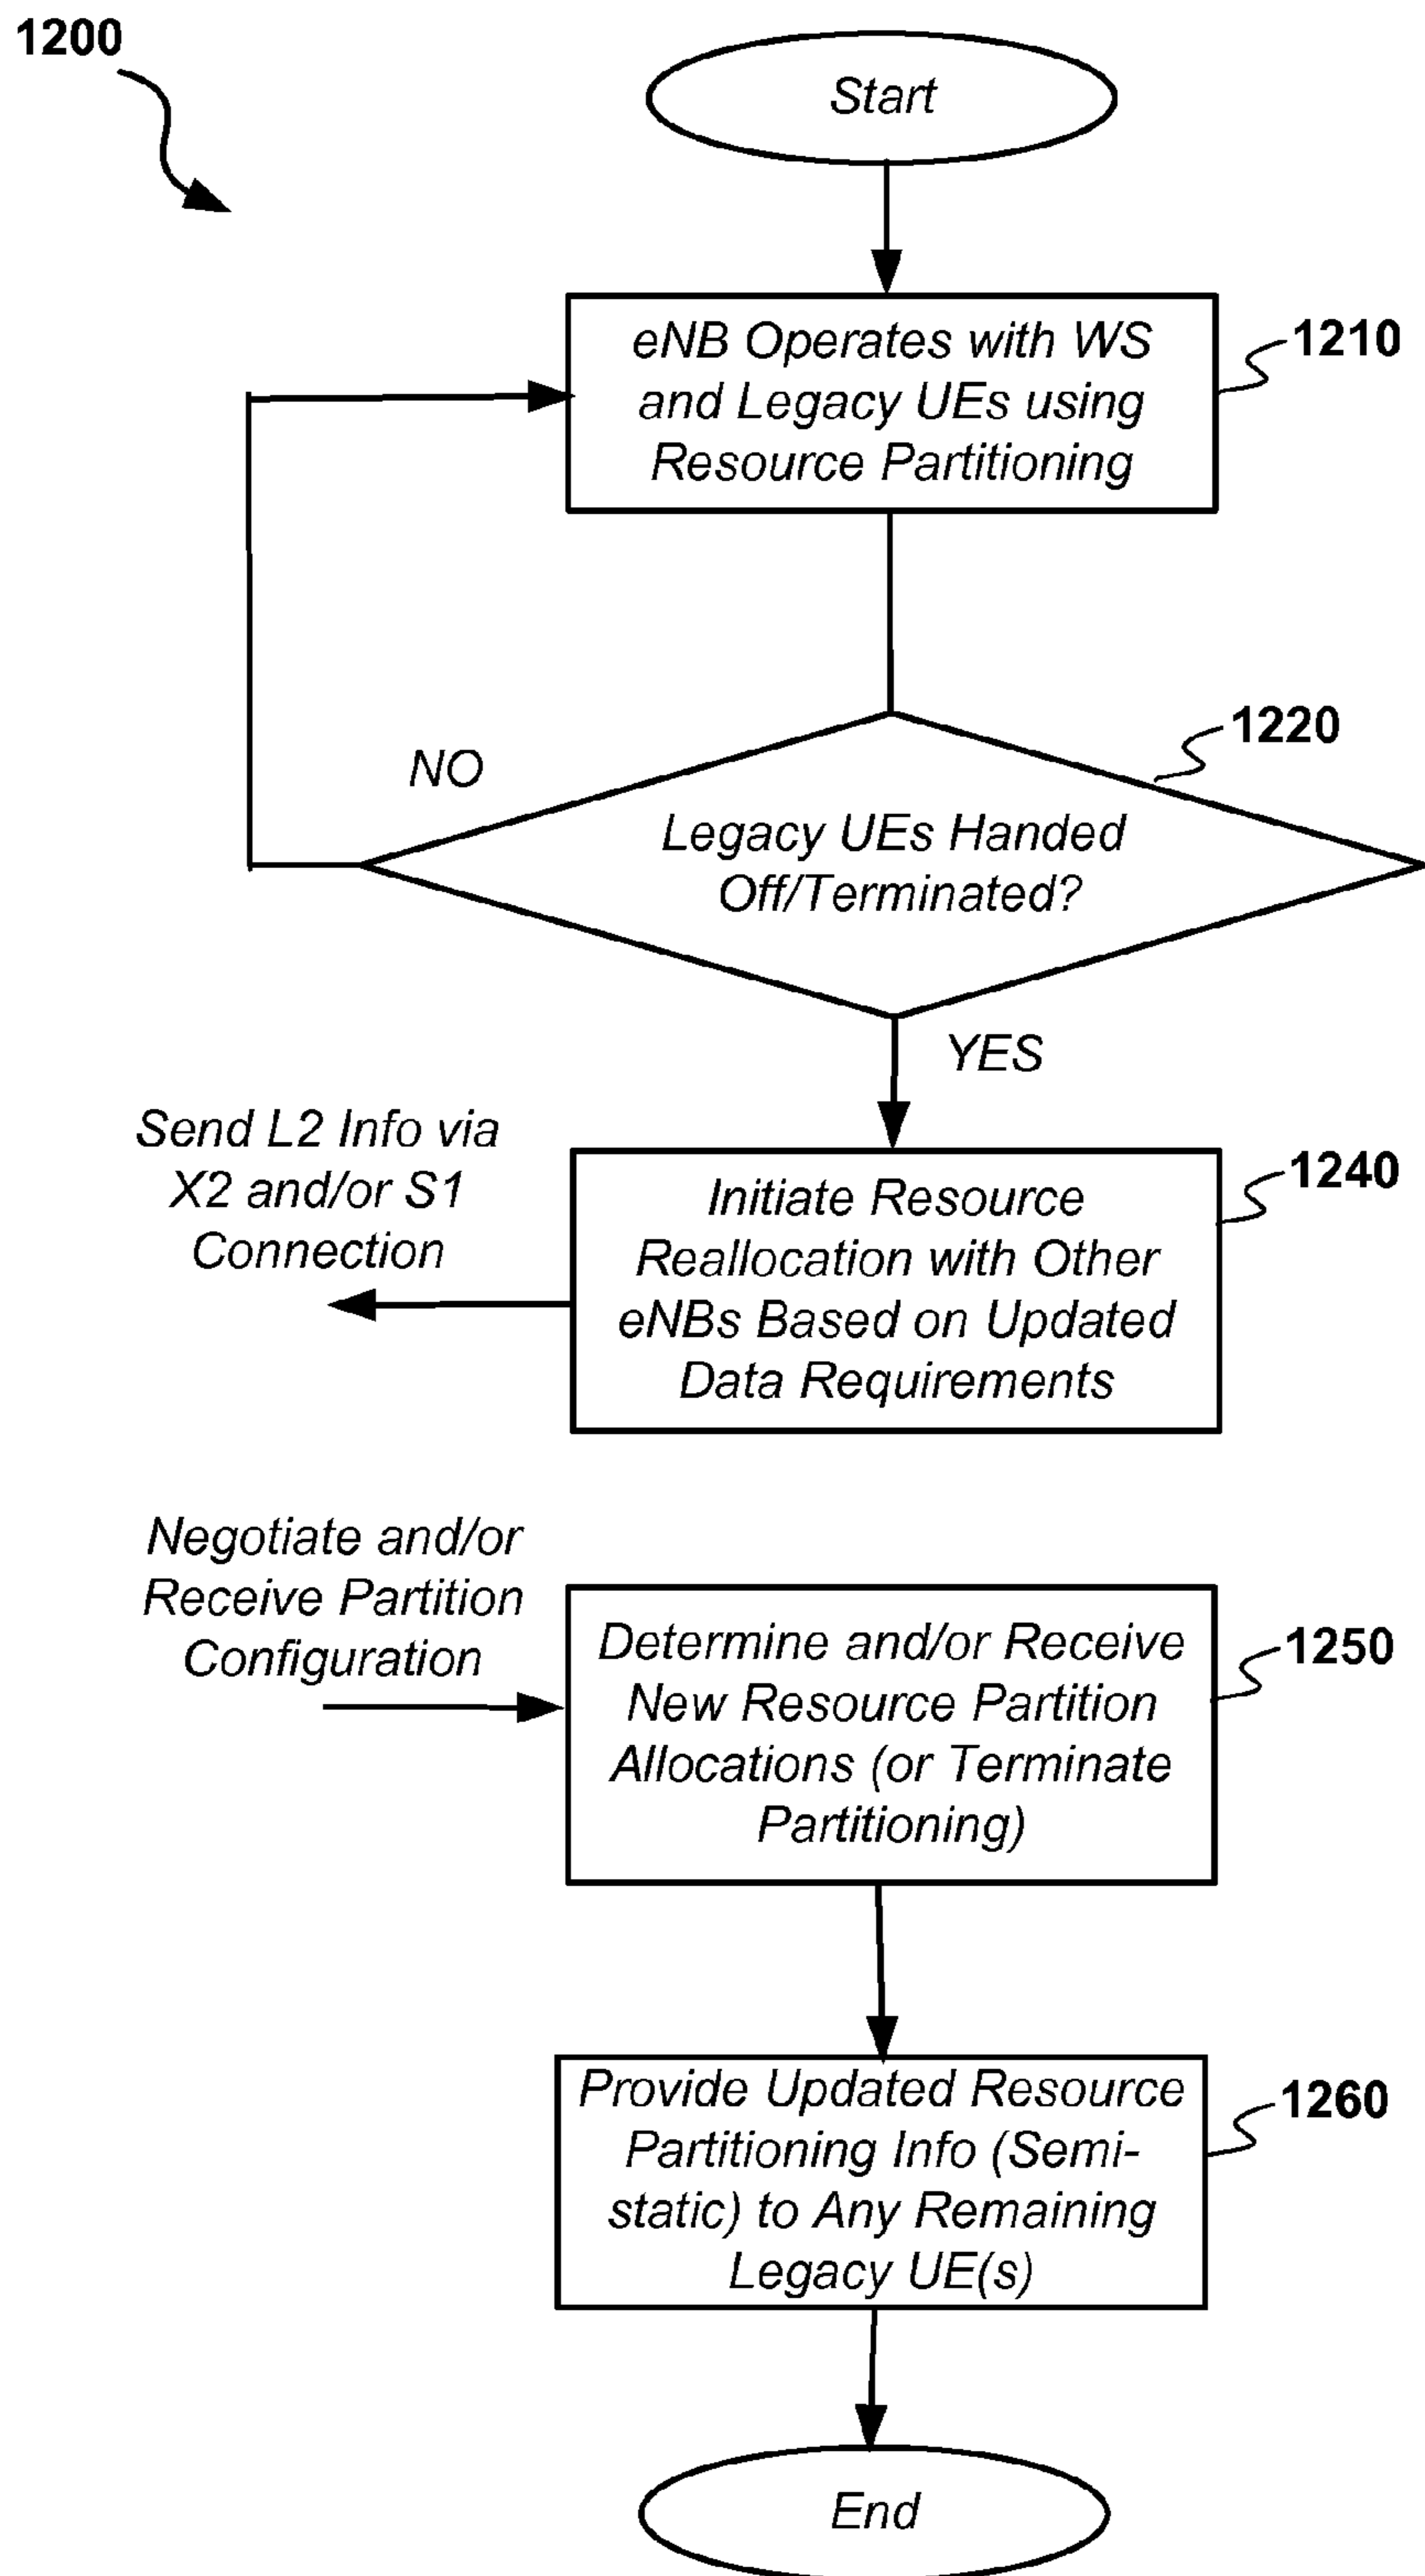 1200
Start
eNB Operates with WS
and Legacy UEs using
Resource Partitioning
1210
1220
NO
Legacy UEs Handed
Off/Terminated?
YES
Send L2 Info via
X2 and/or S1
Connection
Initiate Resource
Reallocation with Other
eNBs Based on Updated
Data Requirements
1240
Negotiate and/or
Receive Partition
Configuration
Determine and/or Receive
New Resource Partition
Allocations (or Terminate
Partitioning)
1250
Provide Updated Resource
Partitioning Info (Semi-
static) to Any Remaining
Legacy UE(s)
1260
End